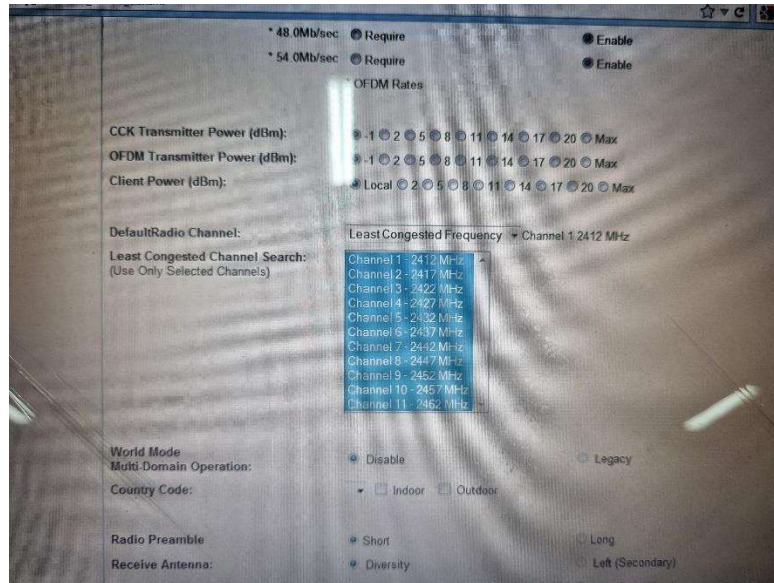 * 48.0Mb/sec Require Enable
* 54.0Mb/sec Require Enable
* OFDM Rates
CCK Transmitter Power (dBm): -1 2 5 8 11 14 17 20 Max
OFDM Transmitter Power (dBm): -1 2 5 8 11 14 17 20 Max
Client Power (dBm): Local 2 5 8 11 14 17 20 Max
DefaultRadio Channel: Least Congested Frequency Channel 1 2412 MHz
Least Congested Channel Search:
(Use Only Selected Channels)
Channel 1 - 2412 MHz
Channel 2 - 2417 MHz
Channel 3 - 2422 MHz
Channel 4 - 2427 MHz
Channel 5 - 2432 MHz
Channel 6 - 2437 MHz
Channel 7 - 2442 MHz
Channel 8 - 2447 MHz
Channel 9 - 2452 MHz
Channel 10 - 2457 MHz
Channel 11 - 2462 MHz
World Mode
Multi-Domain Operation: Disable Legacy
Country Code: Indoor Outdoor
Radio Preamble Short Long
Receive Antenna: Diversity Left (Secondary)